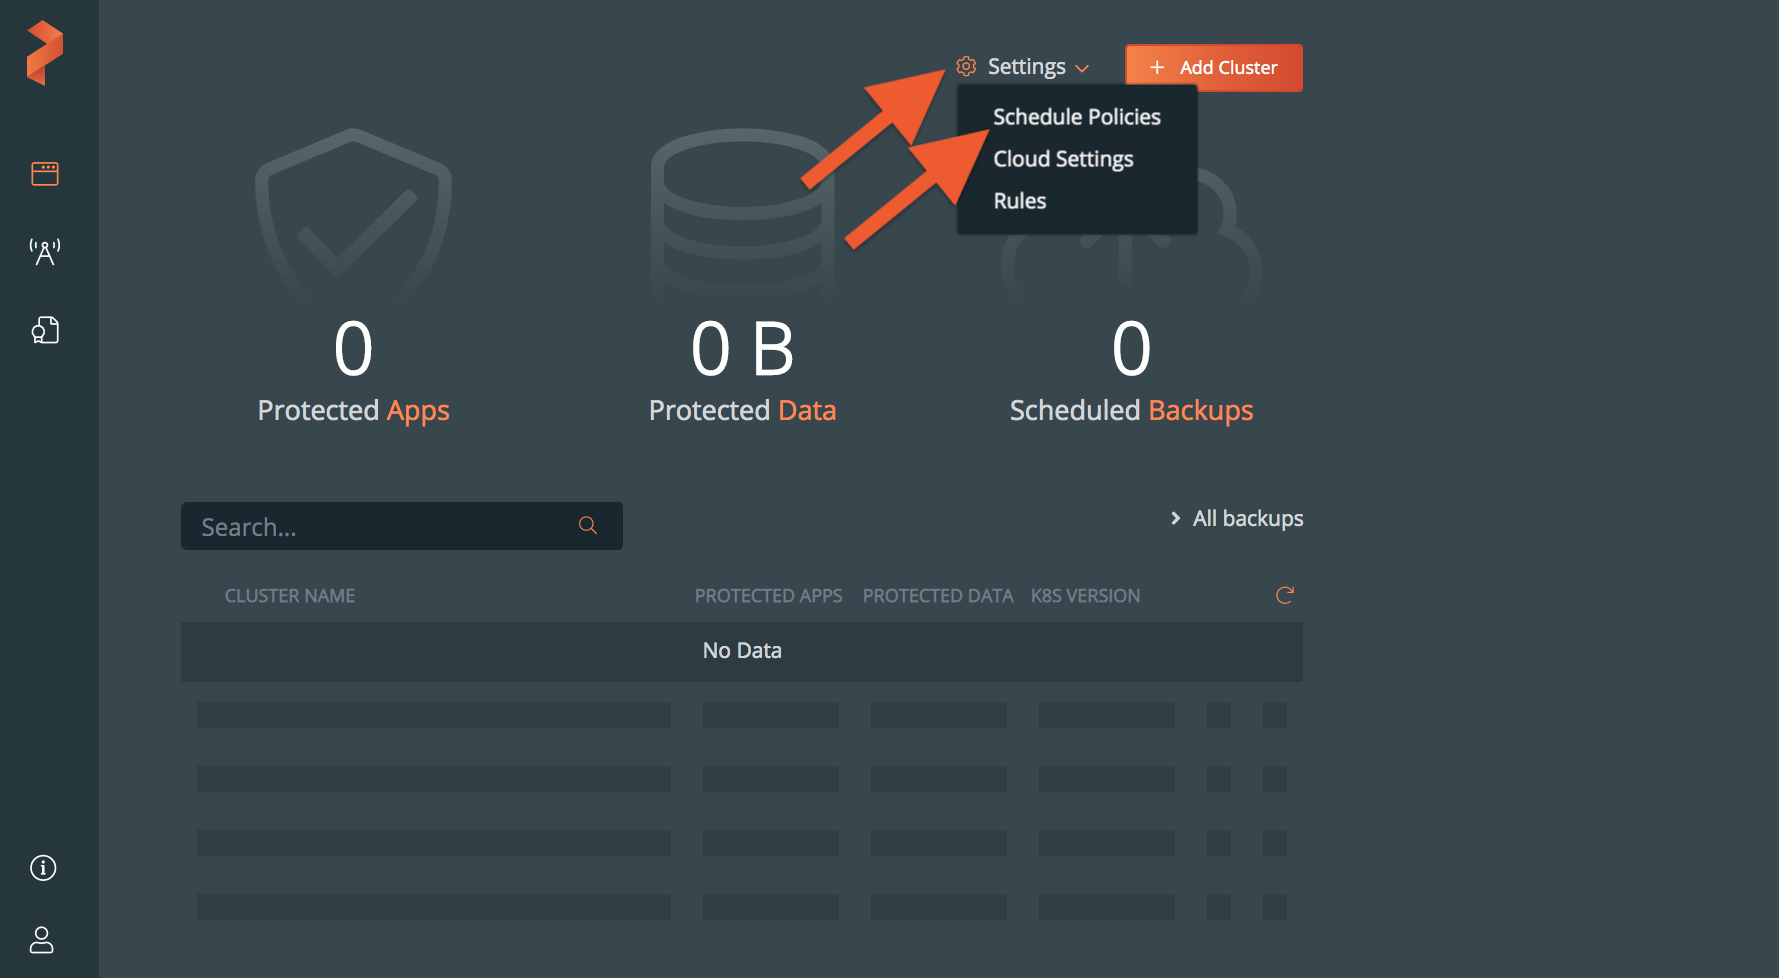 Settings
+ Add Cluster
Schedule Policies
Cloud Settings
Rules
0
Protected Apps
0 B
Protected Data
0
Scheduled Backups
Search...
All backups
CLUSTER NAME PROTECTED APPS PROTECTED DATA K8S VERSION
No Data